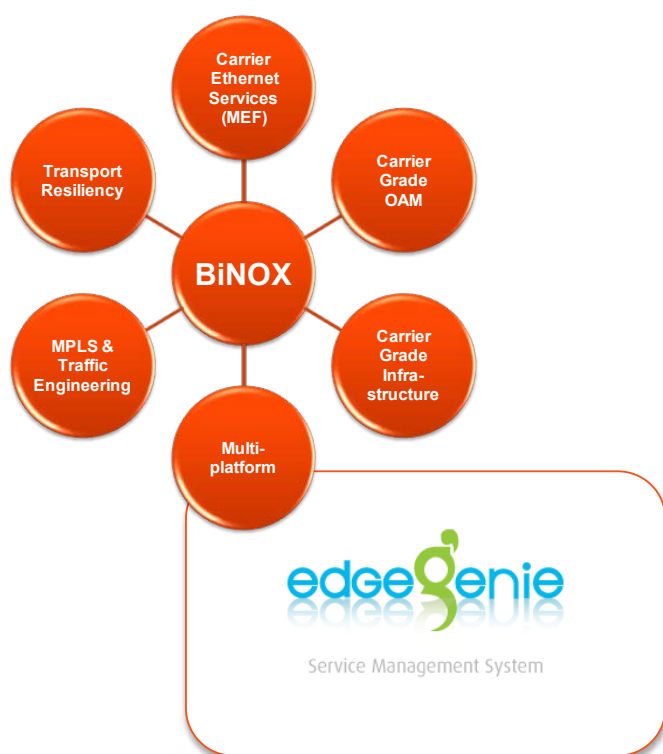 Carrier
Ethernet
Services
(MEF)
Transport
Resiliency
Carrier
Grade
OAM
BiNOX
MPLS &
Traffic
Engineering
Carrier
Grade
Infra-
structure
Multi-
platform
edgegenie
Service Management System